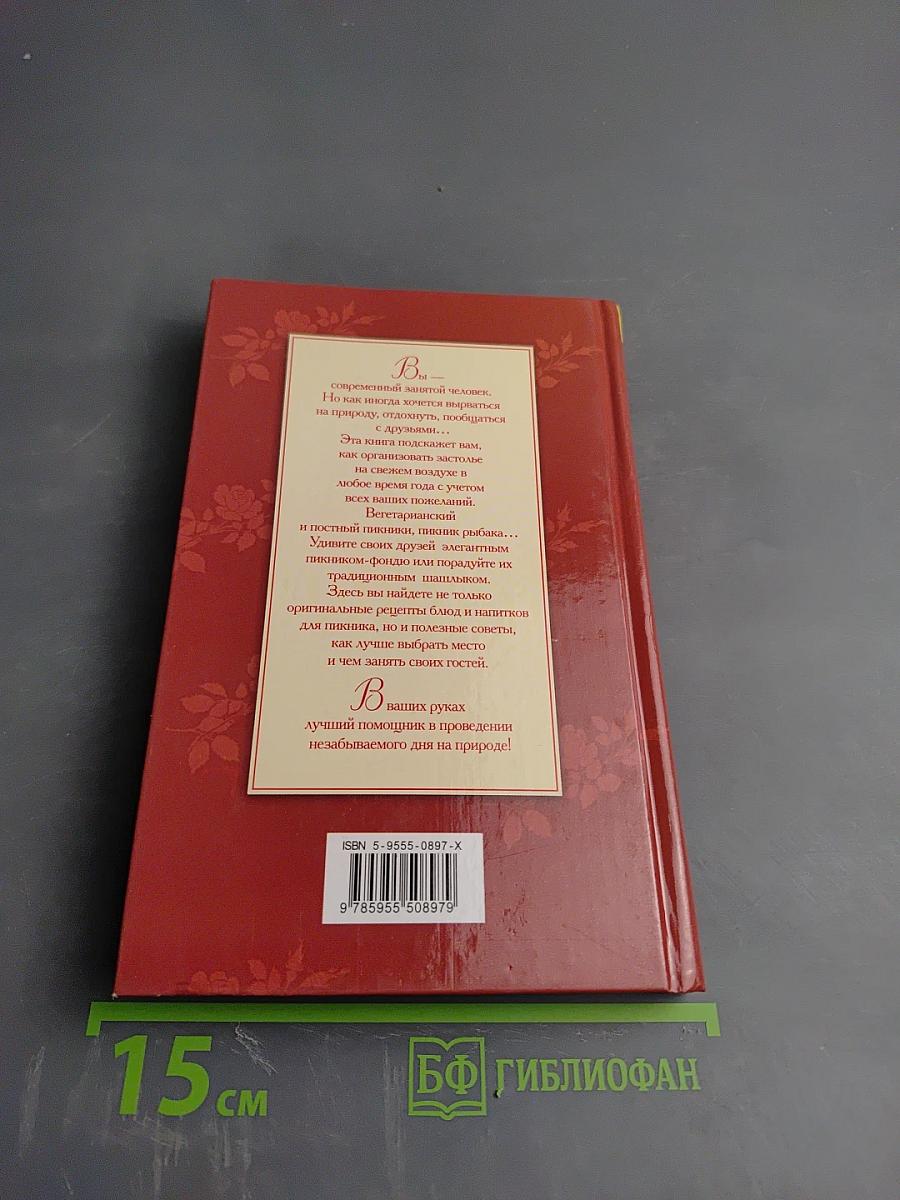 Вы —
современный занятой человек.
Но как иногда хочется вырваться
на природу, отдохнуть, пообщаться
с друзьями...
Эта книга подскажет вам,
как организовать застолье
на свежем воздухе в
любое время года с учетом
всех ваших пожеланий.
Вегетарианский
и постный пикники, пикник рыбака...
Удивите своих друзей элегантным
пикником-фондю или порадуйте их
традиционным шашлыком.
Здесь вы найдете не только
оригинальные рецепты блюд и напитков
для пикника, но и полезные советы,
как лучше выбрать место
и чем занять своих гостей.
В ваших руках
лучший помощник в проведении
незабываемого дня на природе!
ISBN 5-9555-0897-X
9 785955 508979
15 см
БФ ГИБЛИОФАН